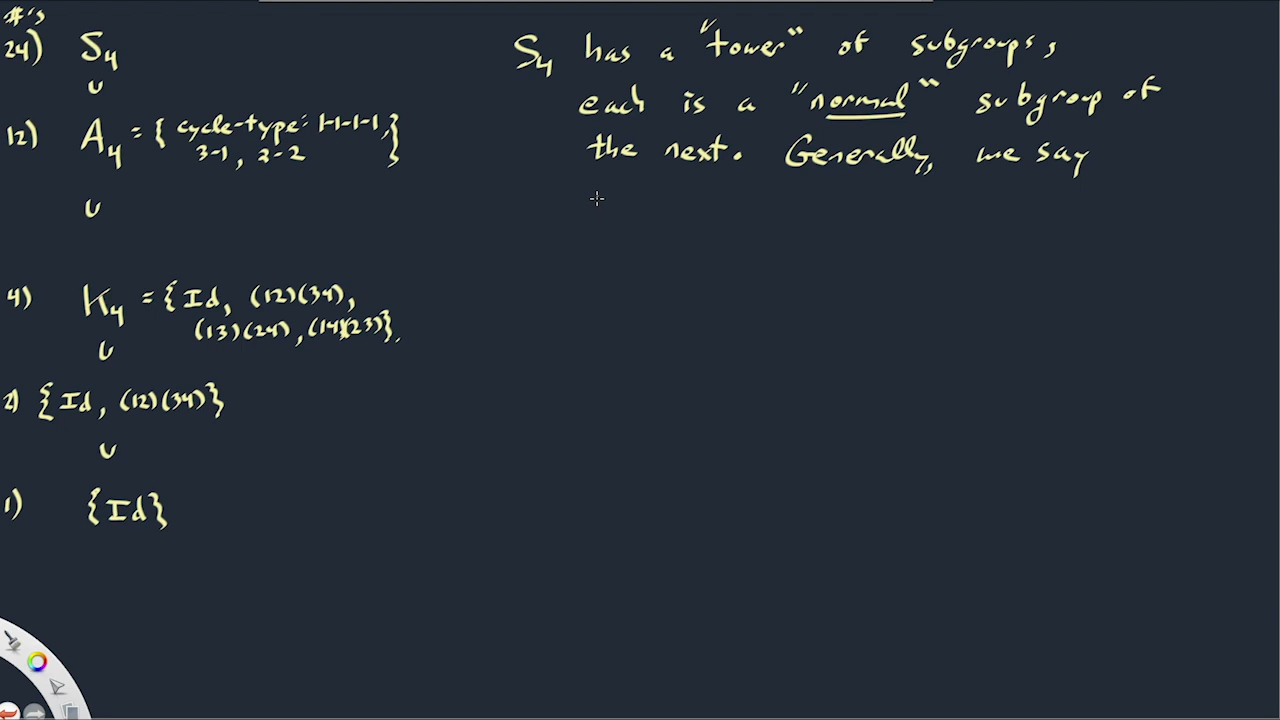 #'s
24) S₄
∪
12) A₄ = { cycle-type: 1-1-1-1,
3-1, 2-2 }
∪
4) K₄ = {Id, (12)(34),
(13)(24), (14)(23)}.
∪
2) {Id, (12)(34)}
∪
1) {Id}
S₄ has a "tower" of subgroups,
each is a "normal" subgroup of
the next. Generally, we say